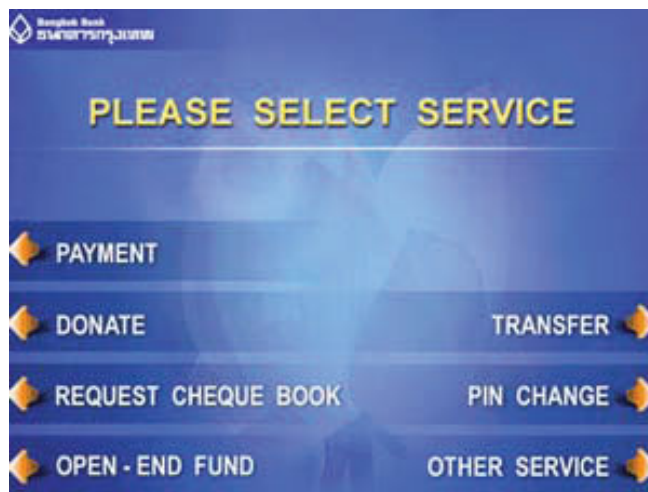 Bangkok Bank
ธนาคารกรุงเทพ
PLEASE SELECT SERVICE
PAYMENT
DONATE
TRANSFER
REQUEST CHEQUE BOOK
PIN CHANGE
OPEN-END FUND
OTHER SERVICE